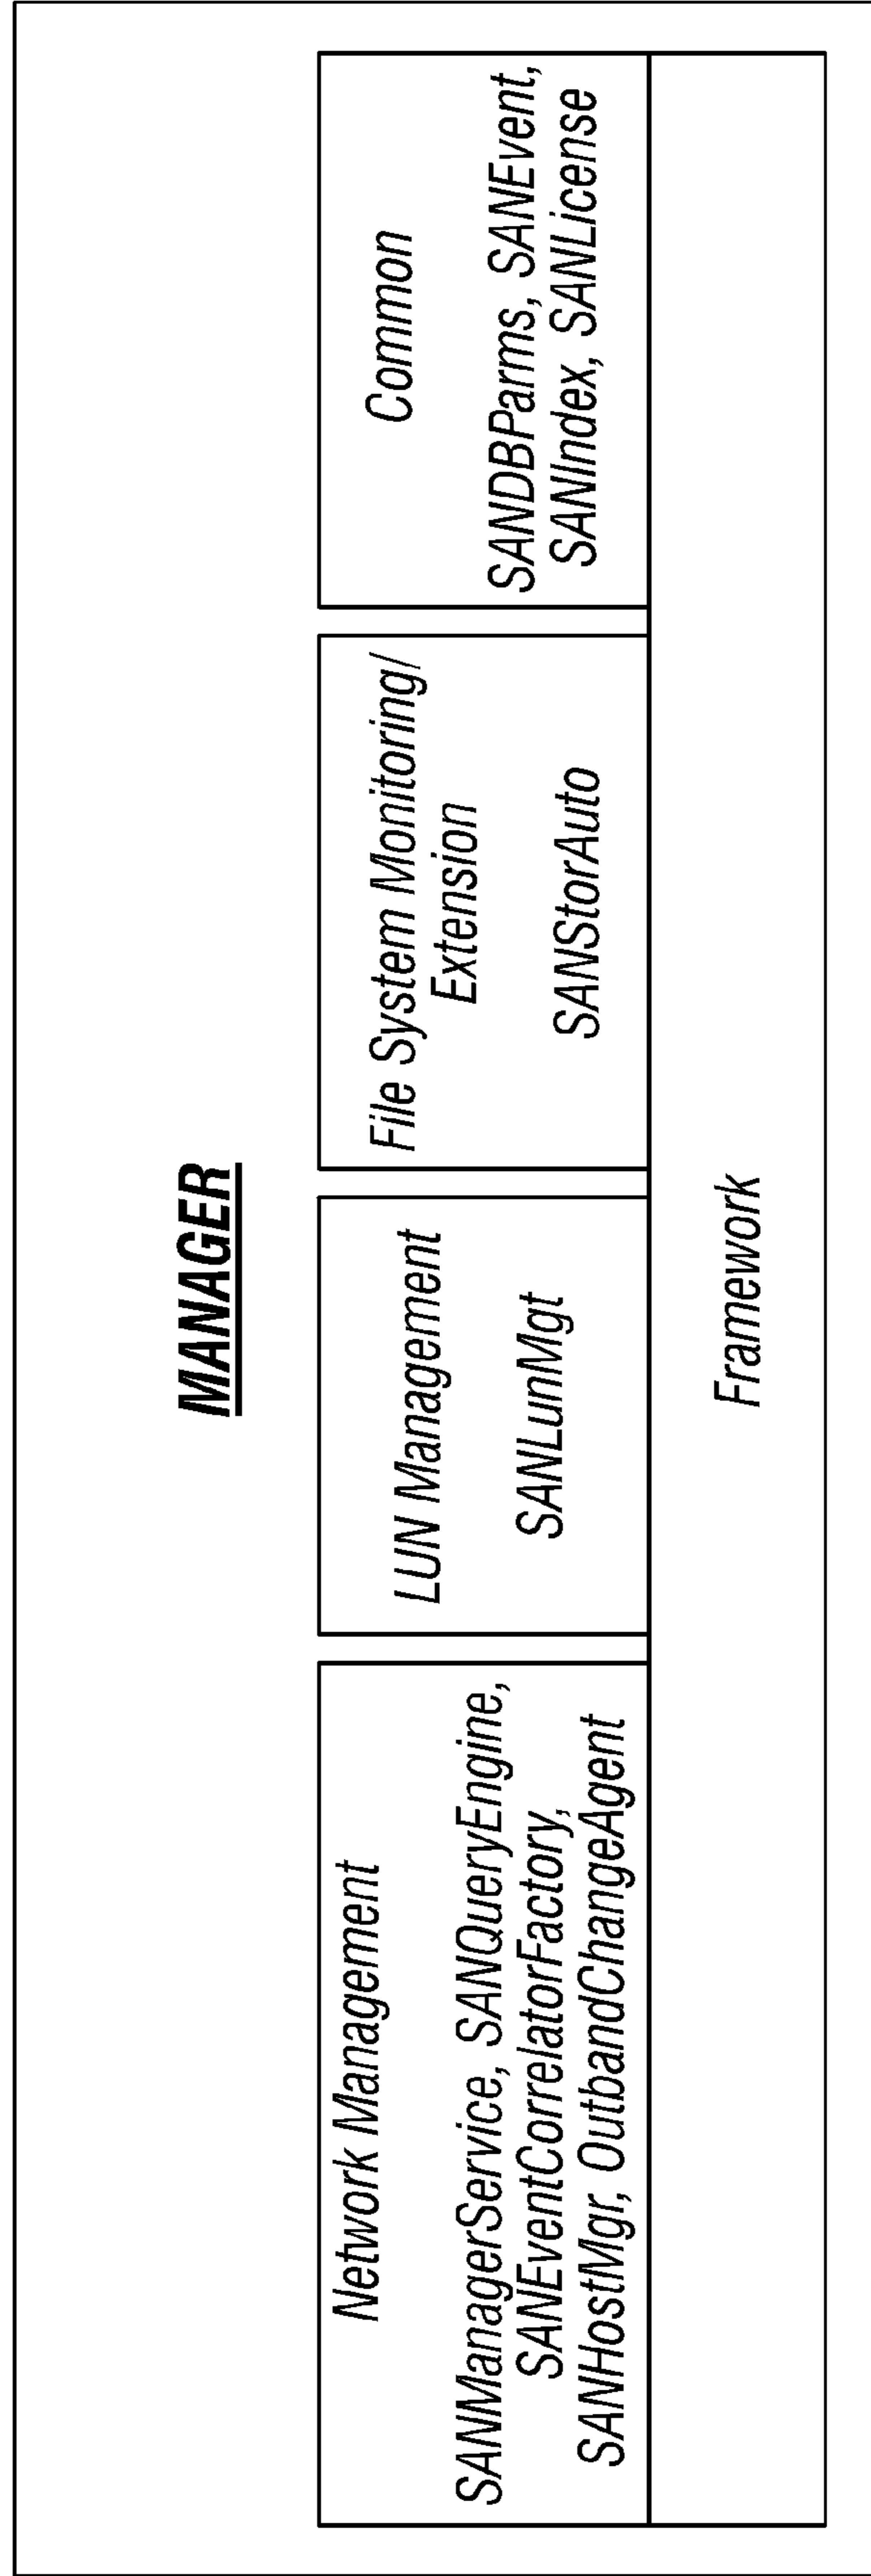 MANAGER
Network Management
SANManagerService, SANQueryEngine,
SANEventCorrelatorFactory,
SANHostMgr, OutbandChangeAgent
LUN Management
SANLunMgt
File System Monitoring/
Extension
SANStorAuto
Common
SANDBParms, SANEvent,
SANIndex, SANLicense
Framework